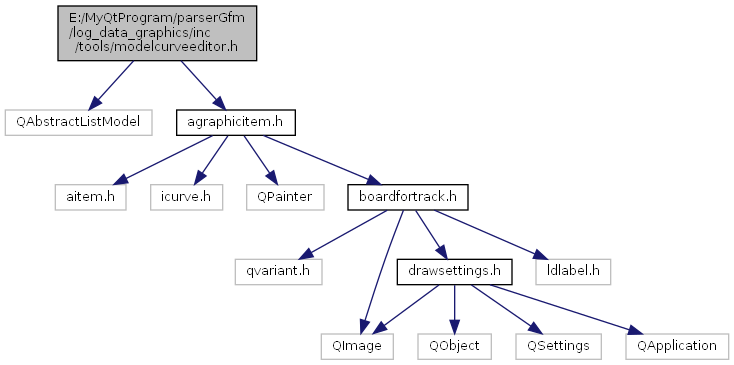 E:/MyQtProgram/parserGfm
/log_data_graphics/inc
/tools/modelcurveeditor.h
QAbstractListModel
agraphicitem.h
aitem.h
icurve.h
QPainter
boardfortrack.h
qvariant.h
drawsettings.h
ldlabel.h
QImage
QObject
QSettings
QApplication